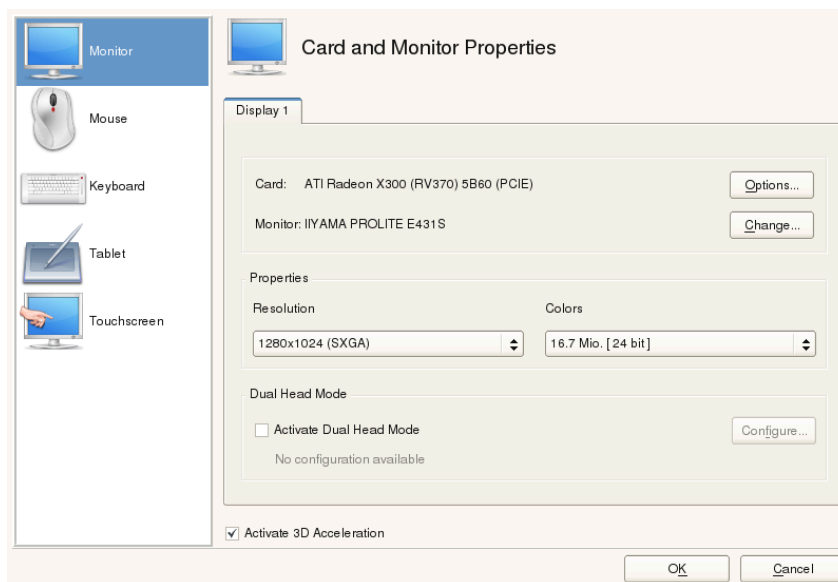 Monitor
Mouse
Keyboard
Tablet
Touchscreen
Card and Monitor Properties
Display 1
Card: ATI Radeon X300 (RV370) 5B60 (PCIE)
Options...
Monitor: IIYAMA PROLITE E431S
Change...
Properties
Resolution
Colors
1280x1024 (SXGA)
16.7 Mio. [ 24 bit ]
Dual Head Mode
Activate Dual Head Mode
Configure...
No configuration available
Activate 3D Acceleration
OK
Cancel